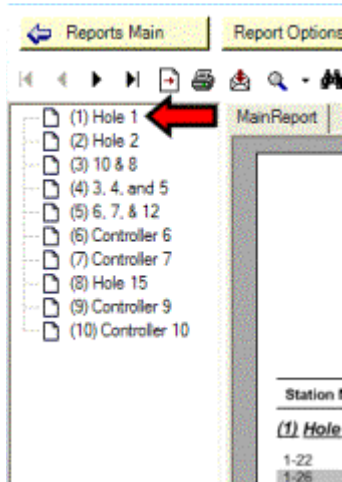 Reports Main
Report Options
(1) Hole 1
MainReport
(2) Hole 2
(3) 10 & 8
(4) 3, 4, and 5
(5) 6, 7, & 12
(6) Controller 6
(7) Controller 7
(8) Hole 15
(9) Controller 9
(10) Controller 10
Station
(1) Hole
1-22
1-26